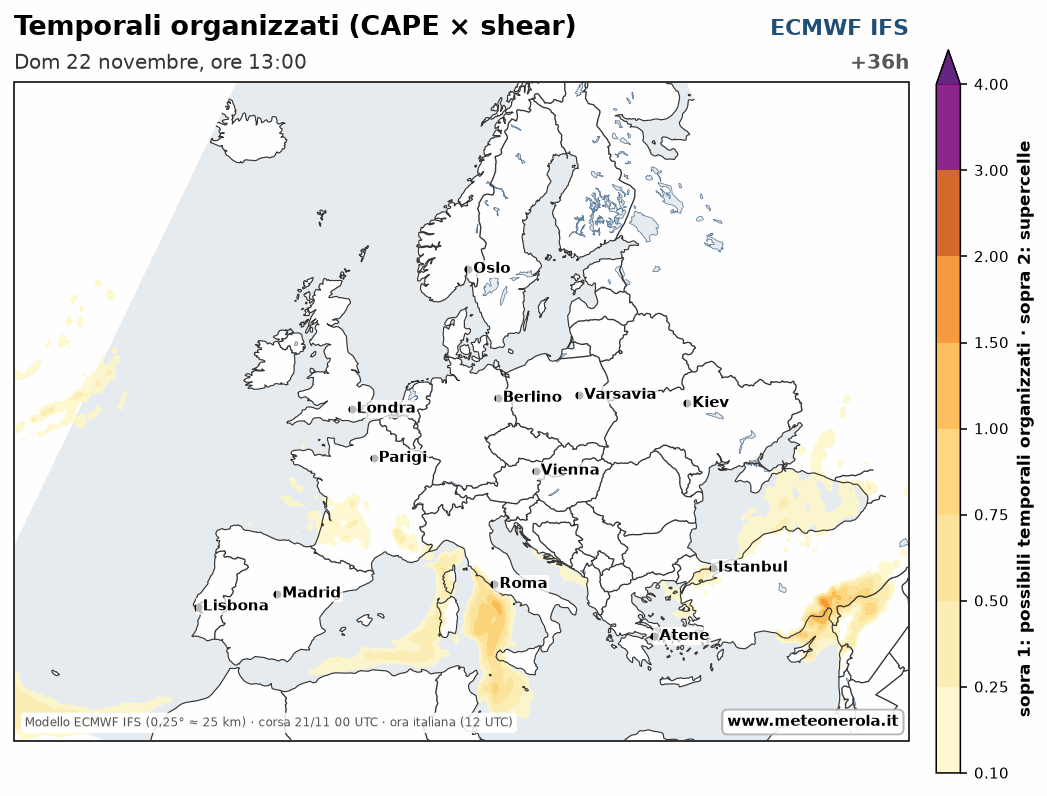 Temporali organizzati (CAPE × shear)
ECMWF IFS
Dom 22 novembre, ore 13:00
+36h
Oslo
Londra
Berlino
Varsavia
Kiev
Parigi
Vienna
Istanbul
Roma
Madrid
Lisbona
Atene
Modello ECMWF IFS (0,25° ≈ 25 km) · corsa 21/11 00 UTC · ora italiana (12 UTC)
www.meteonerola.it
4.00
3.00
2.00
1.50
1.00
0.75
0.50
0.25
0.10
sopra 1: possibili temporali organizzati · sopra 2: supercelle